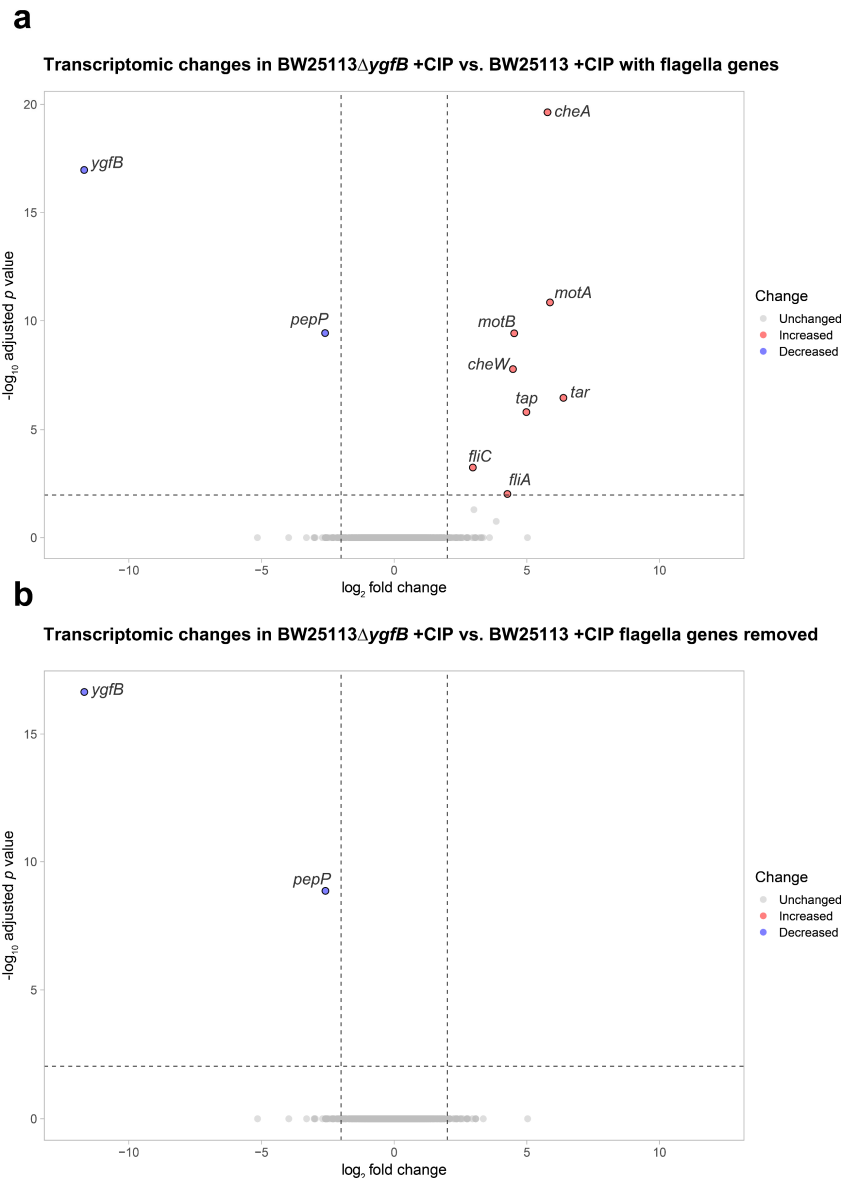 a
Transcriptomic changes in BW25113ΔygfB +CIP vs. BW25113 +CIP with flagella genes
20
15
10
5
0
-log10 adjusted p value
cheA
ygfB
motA
pepP
motB
cheW
tar
tap
fliC
fliA
Change
Unchanged
Increased
Decreased
−10
−5
0
5
10
log2 fold change
b
Transcriptomic changes in BW25113ΔygfB +CIP vs. BW25113 +CIP flagella genes removed
15
10
5
0
-log10 adjusted p value
ygfB
pepP
Change
Unchanged
Increased
Decreased
−10
−5
0
5
10
log2 fold change